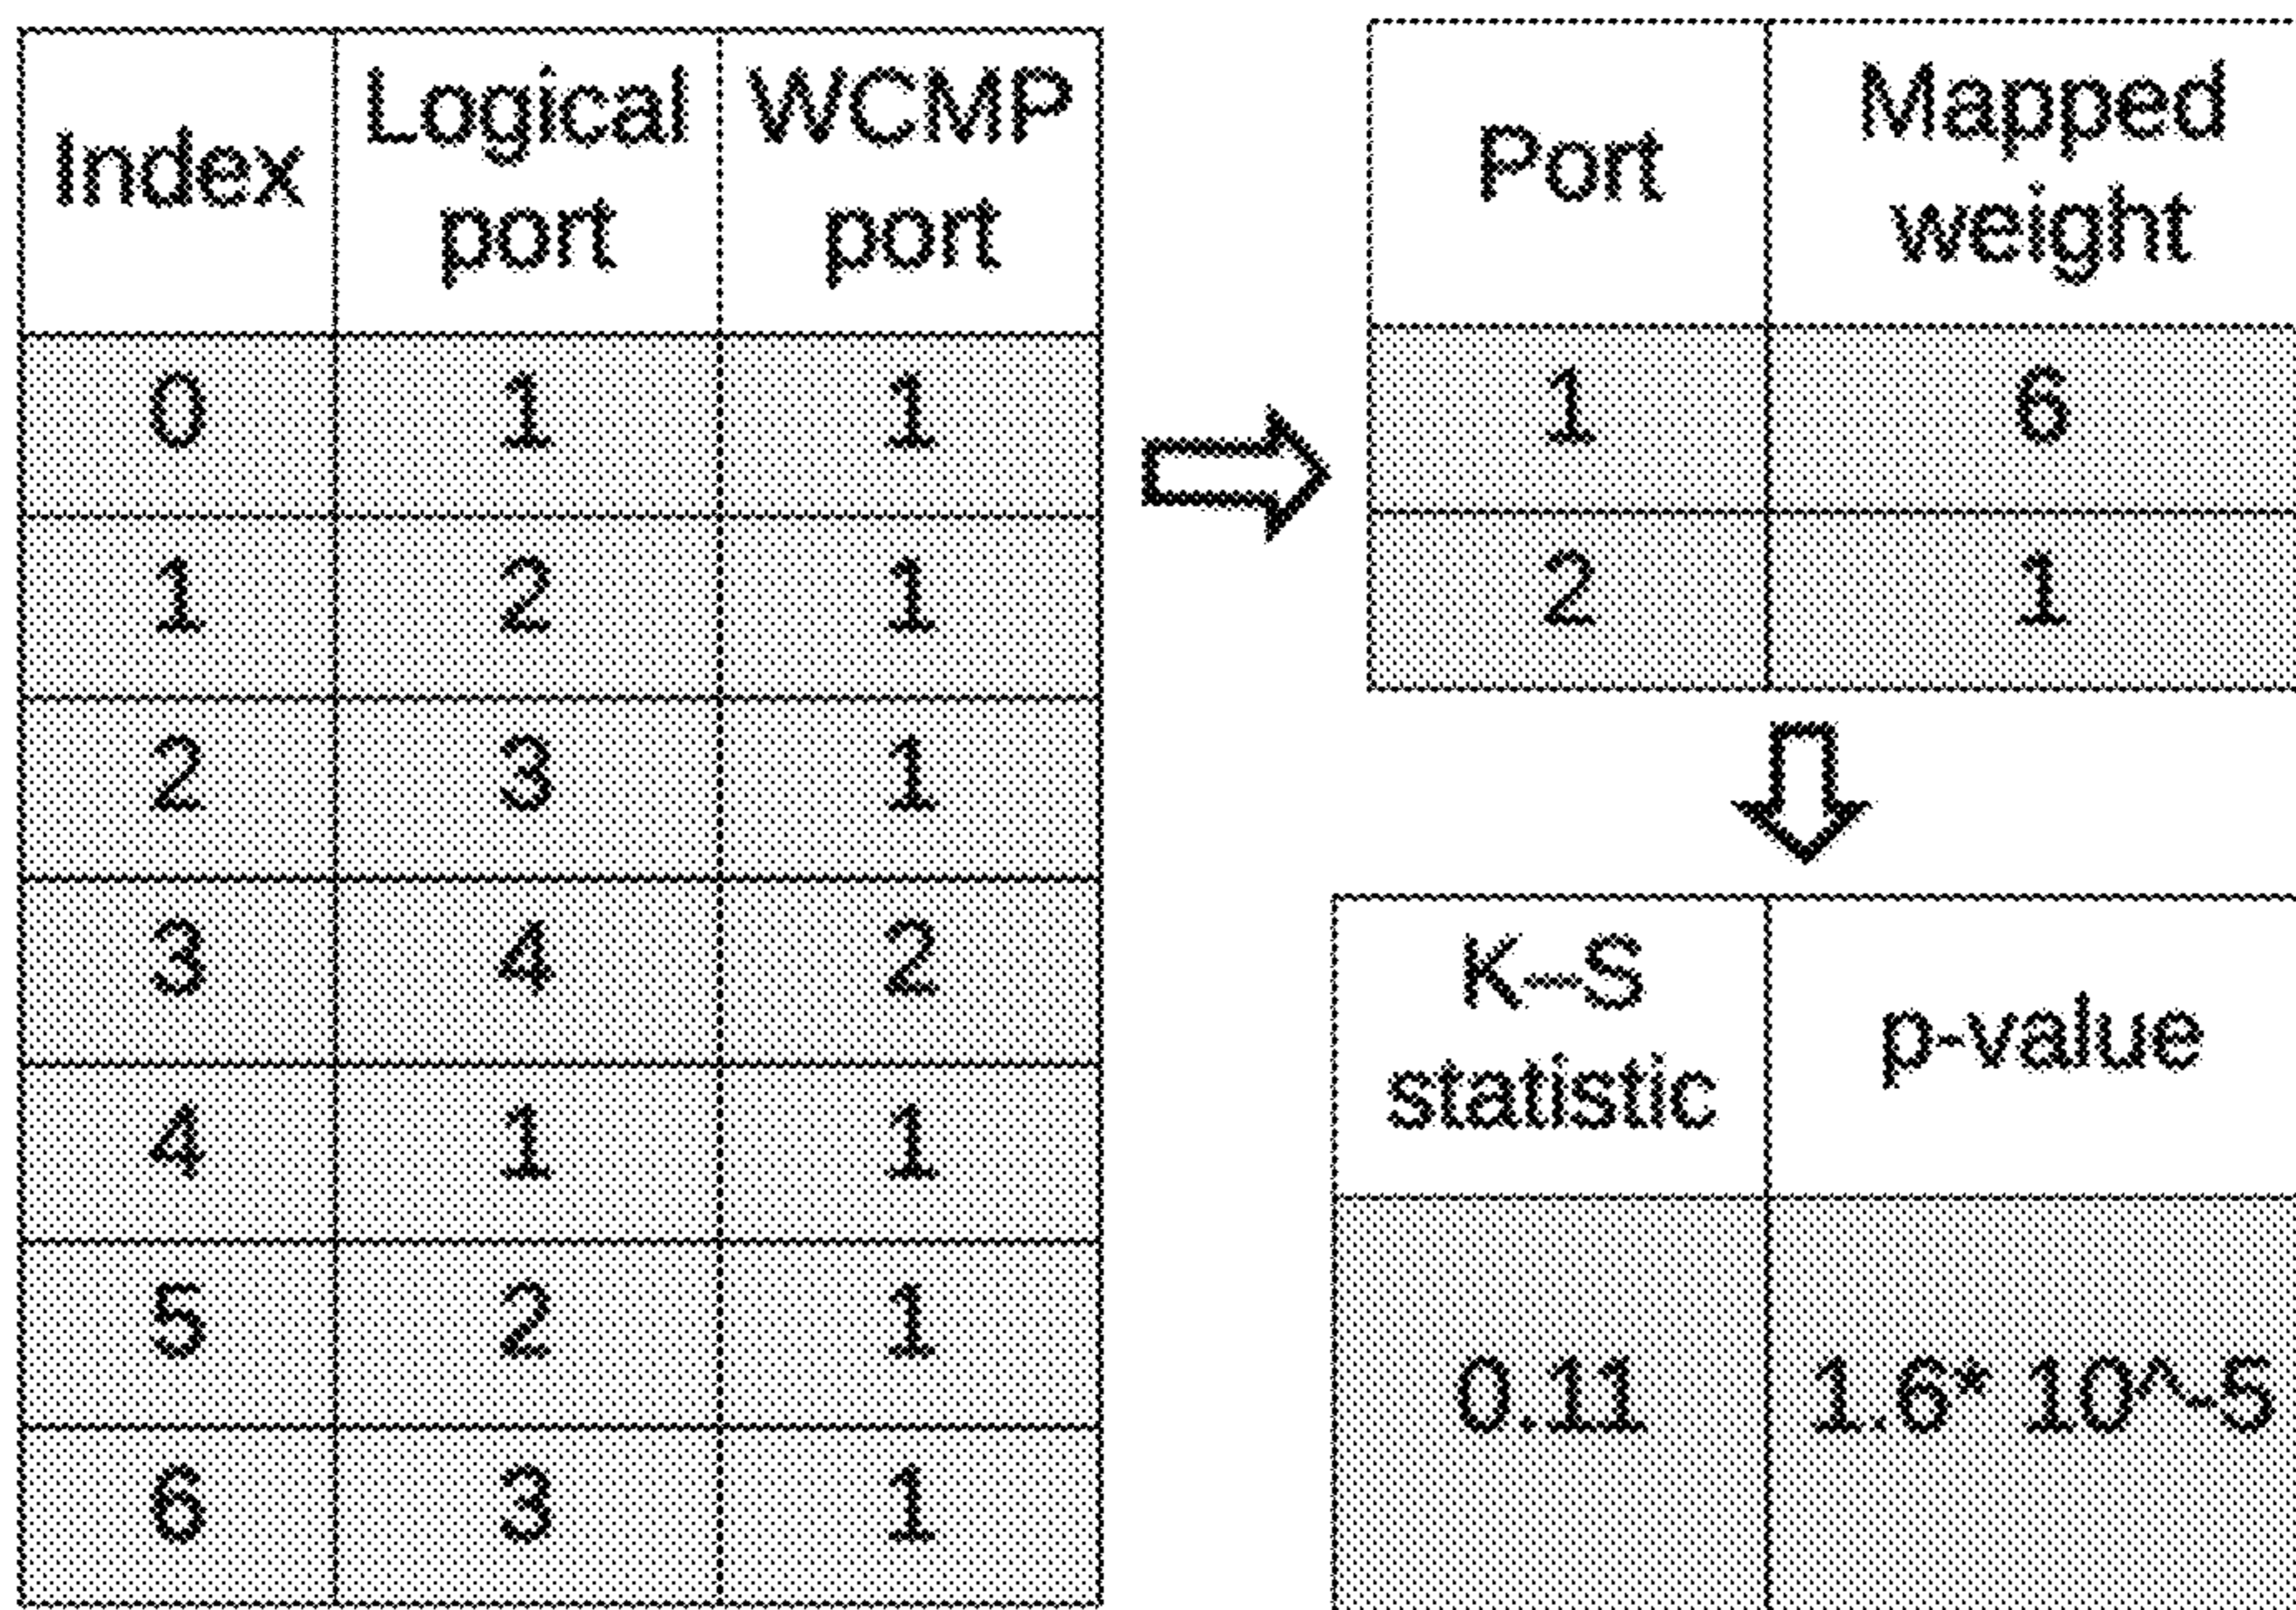 Index Logical port WCMP port
0 1 1
1 2 1
2 3 1
3 4 2
4 1 1
5 2 1
6 3 1
Port Mapped weight
1 6
2 1
K–S statistic p-value
0.11 1.6* 10^-5